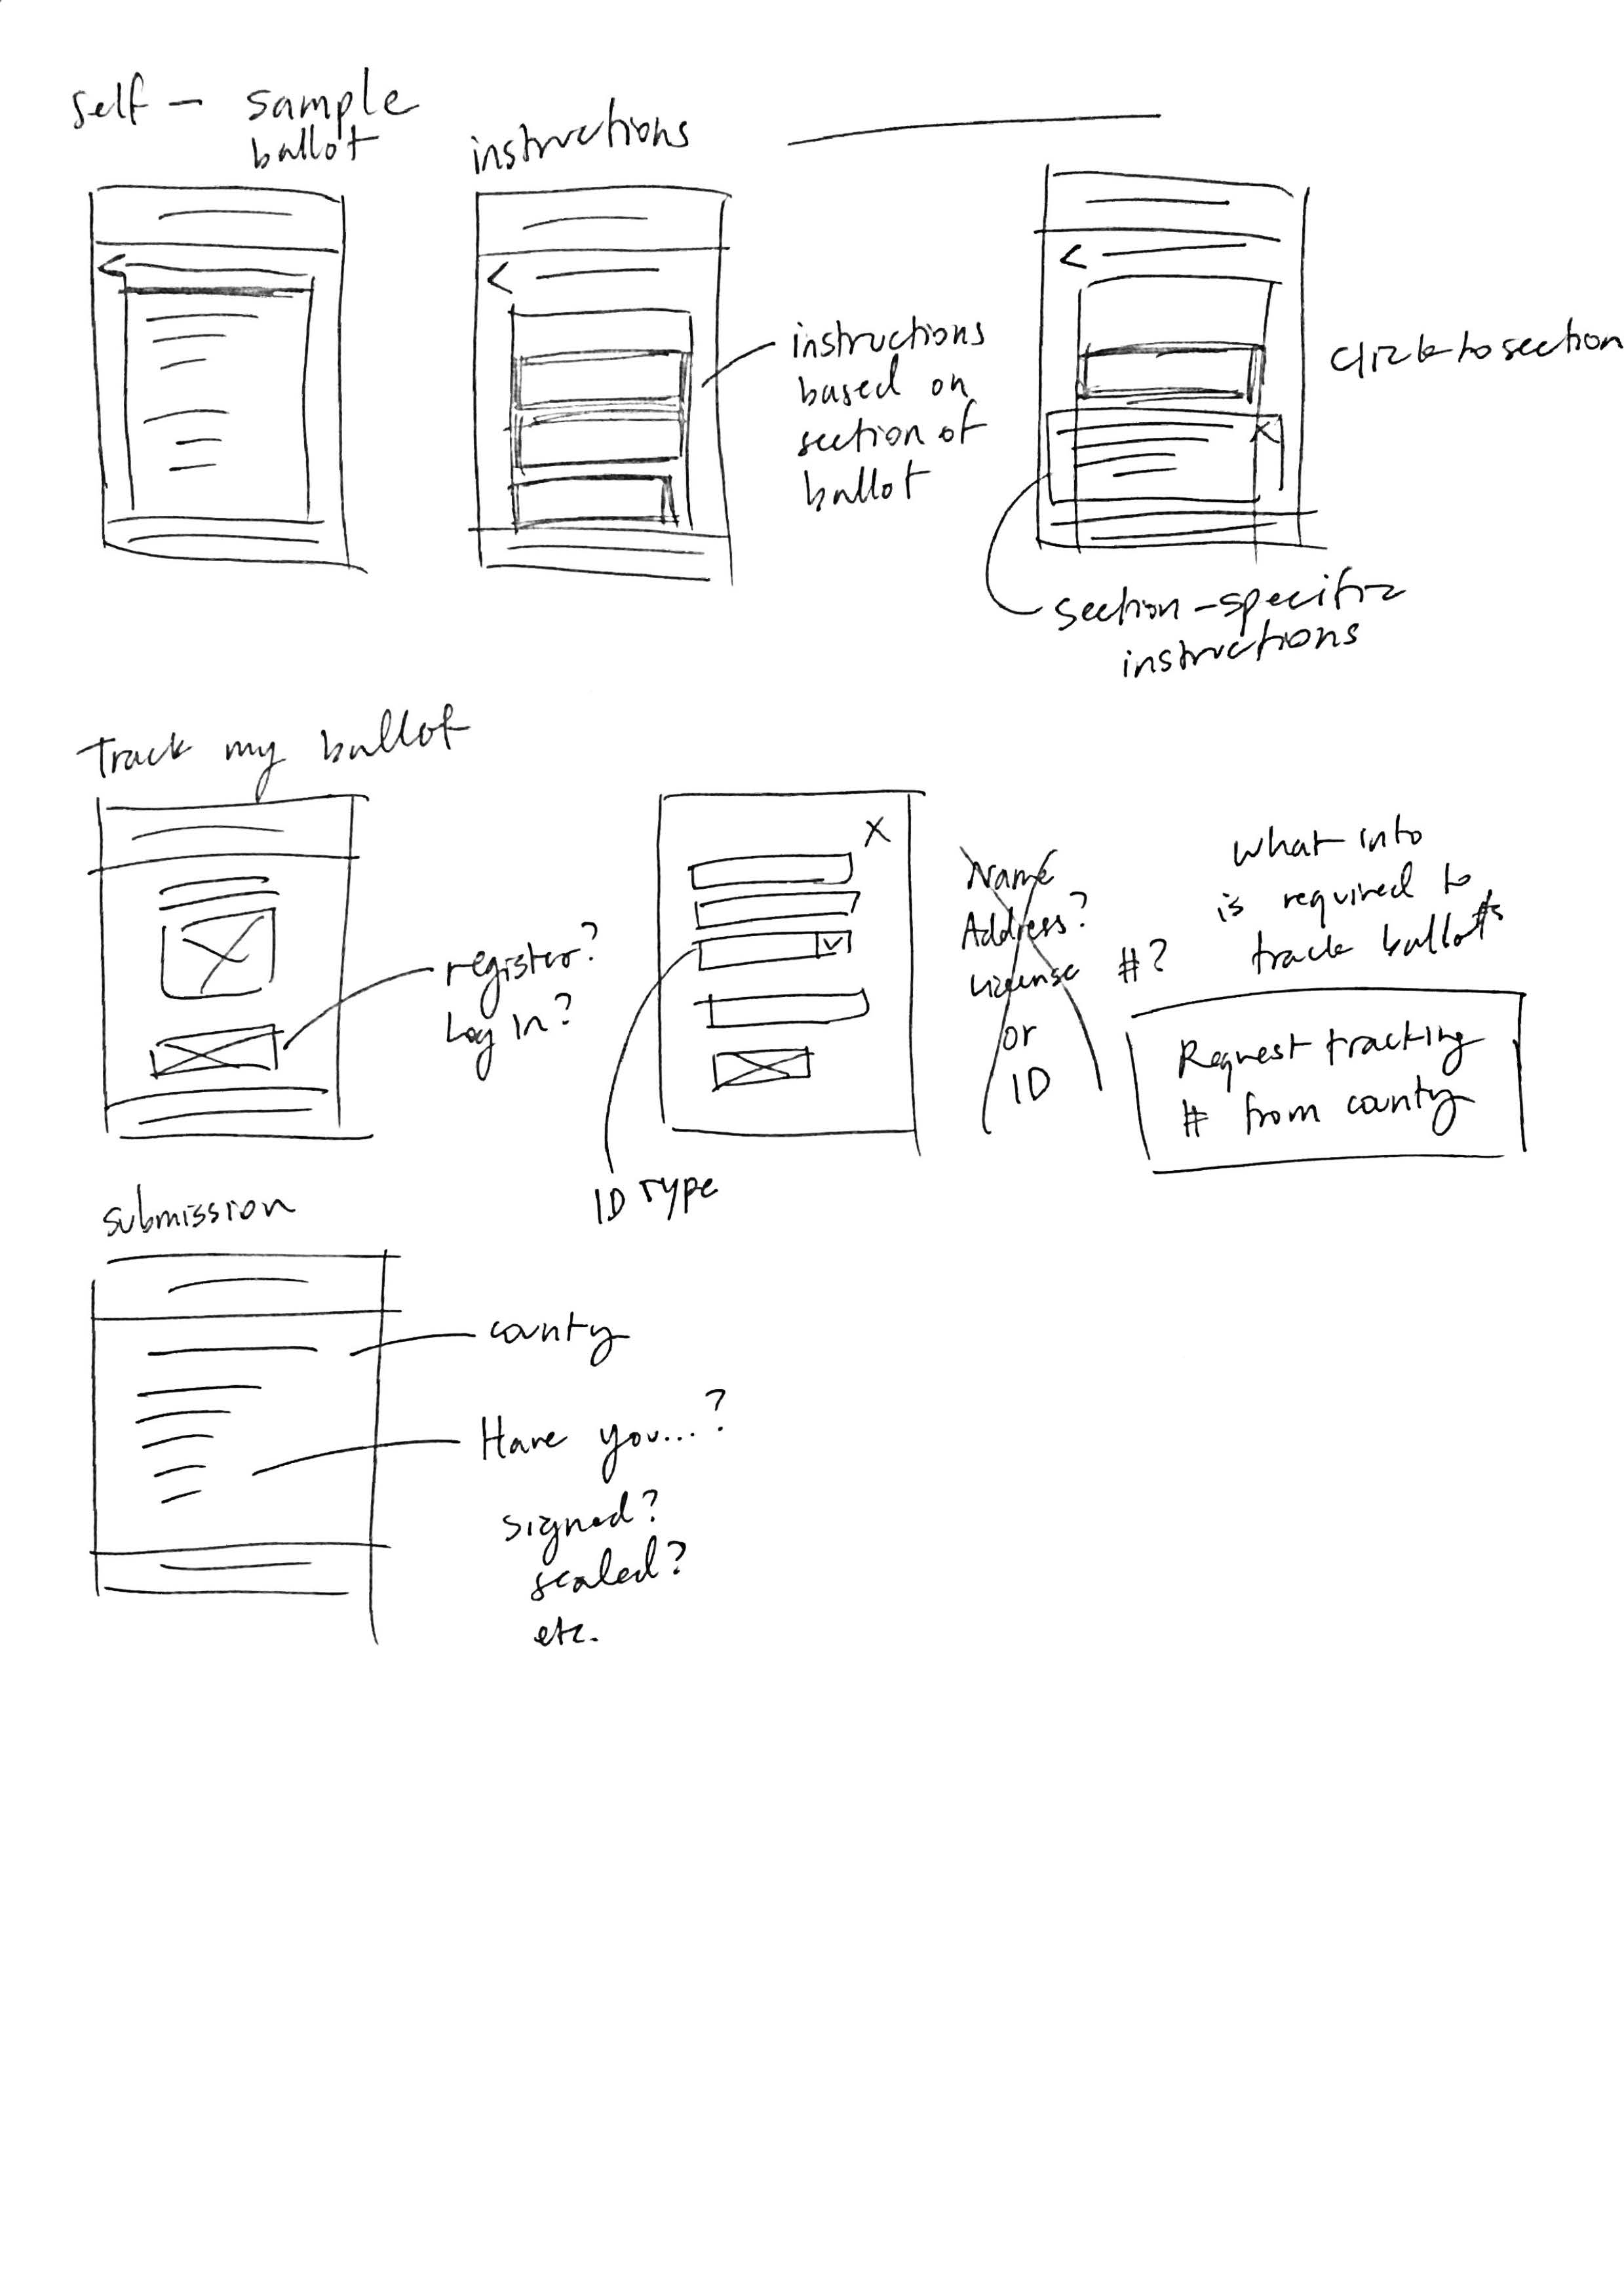 self - sample
ballot
instructions
instructions
based on
section of
ballot
click to section
section-specific
instructions
Track my ballot
register?
Log in?
ID Type
Name
Address?
License #?
or
ID
what info
is required to
track ballots
Request tracking
# from county
submission
county
Have you...?
signed?
sealed?
etc.